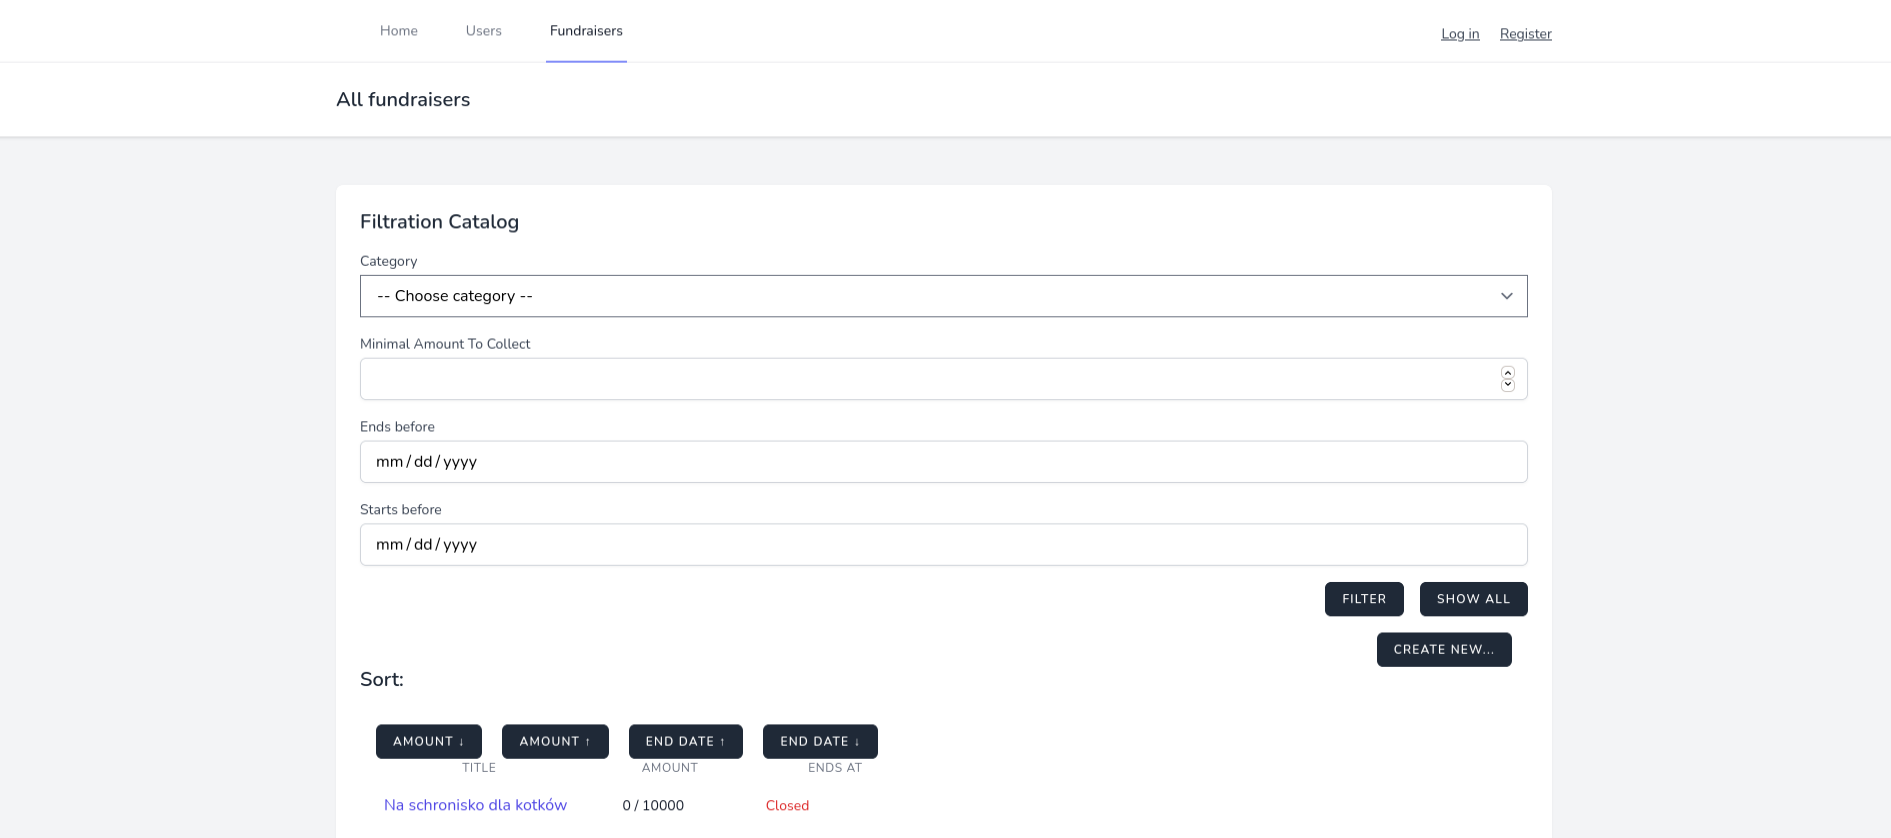 Home Users Fundraisers Log in Register
All fundraisers
Filtration Catalog
Category
-- Choose category --
Minimal Amount To Collect
Ends before
mm/dd/yyyy
Starts before
mm/dd/yyyy
FILTER SHOW ALL
CREATE NEW...
Sort:
AMOUNT ↓ AMOUNT ↑ END DATE ↑ END DATE ↓
TITLE AMOUNT ENDS AT
Na schronisko dla kotków 0 / 10000 Closed